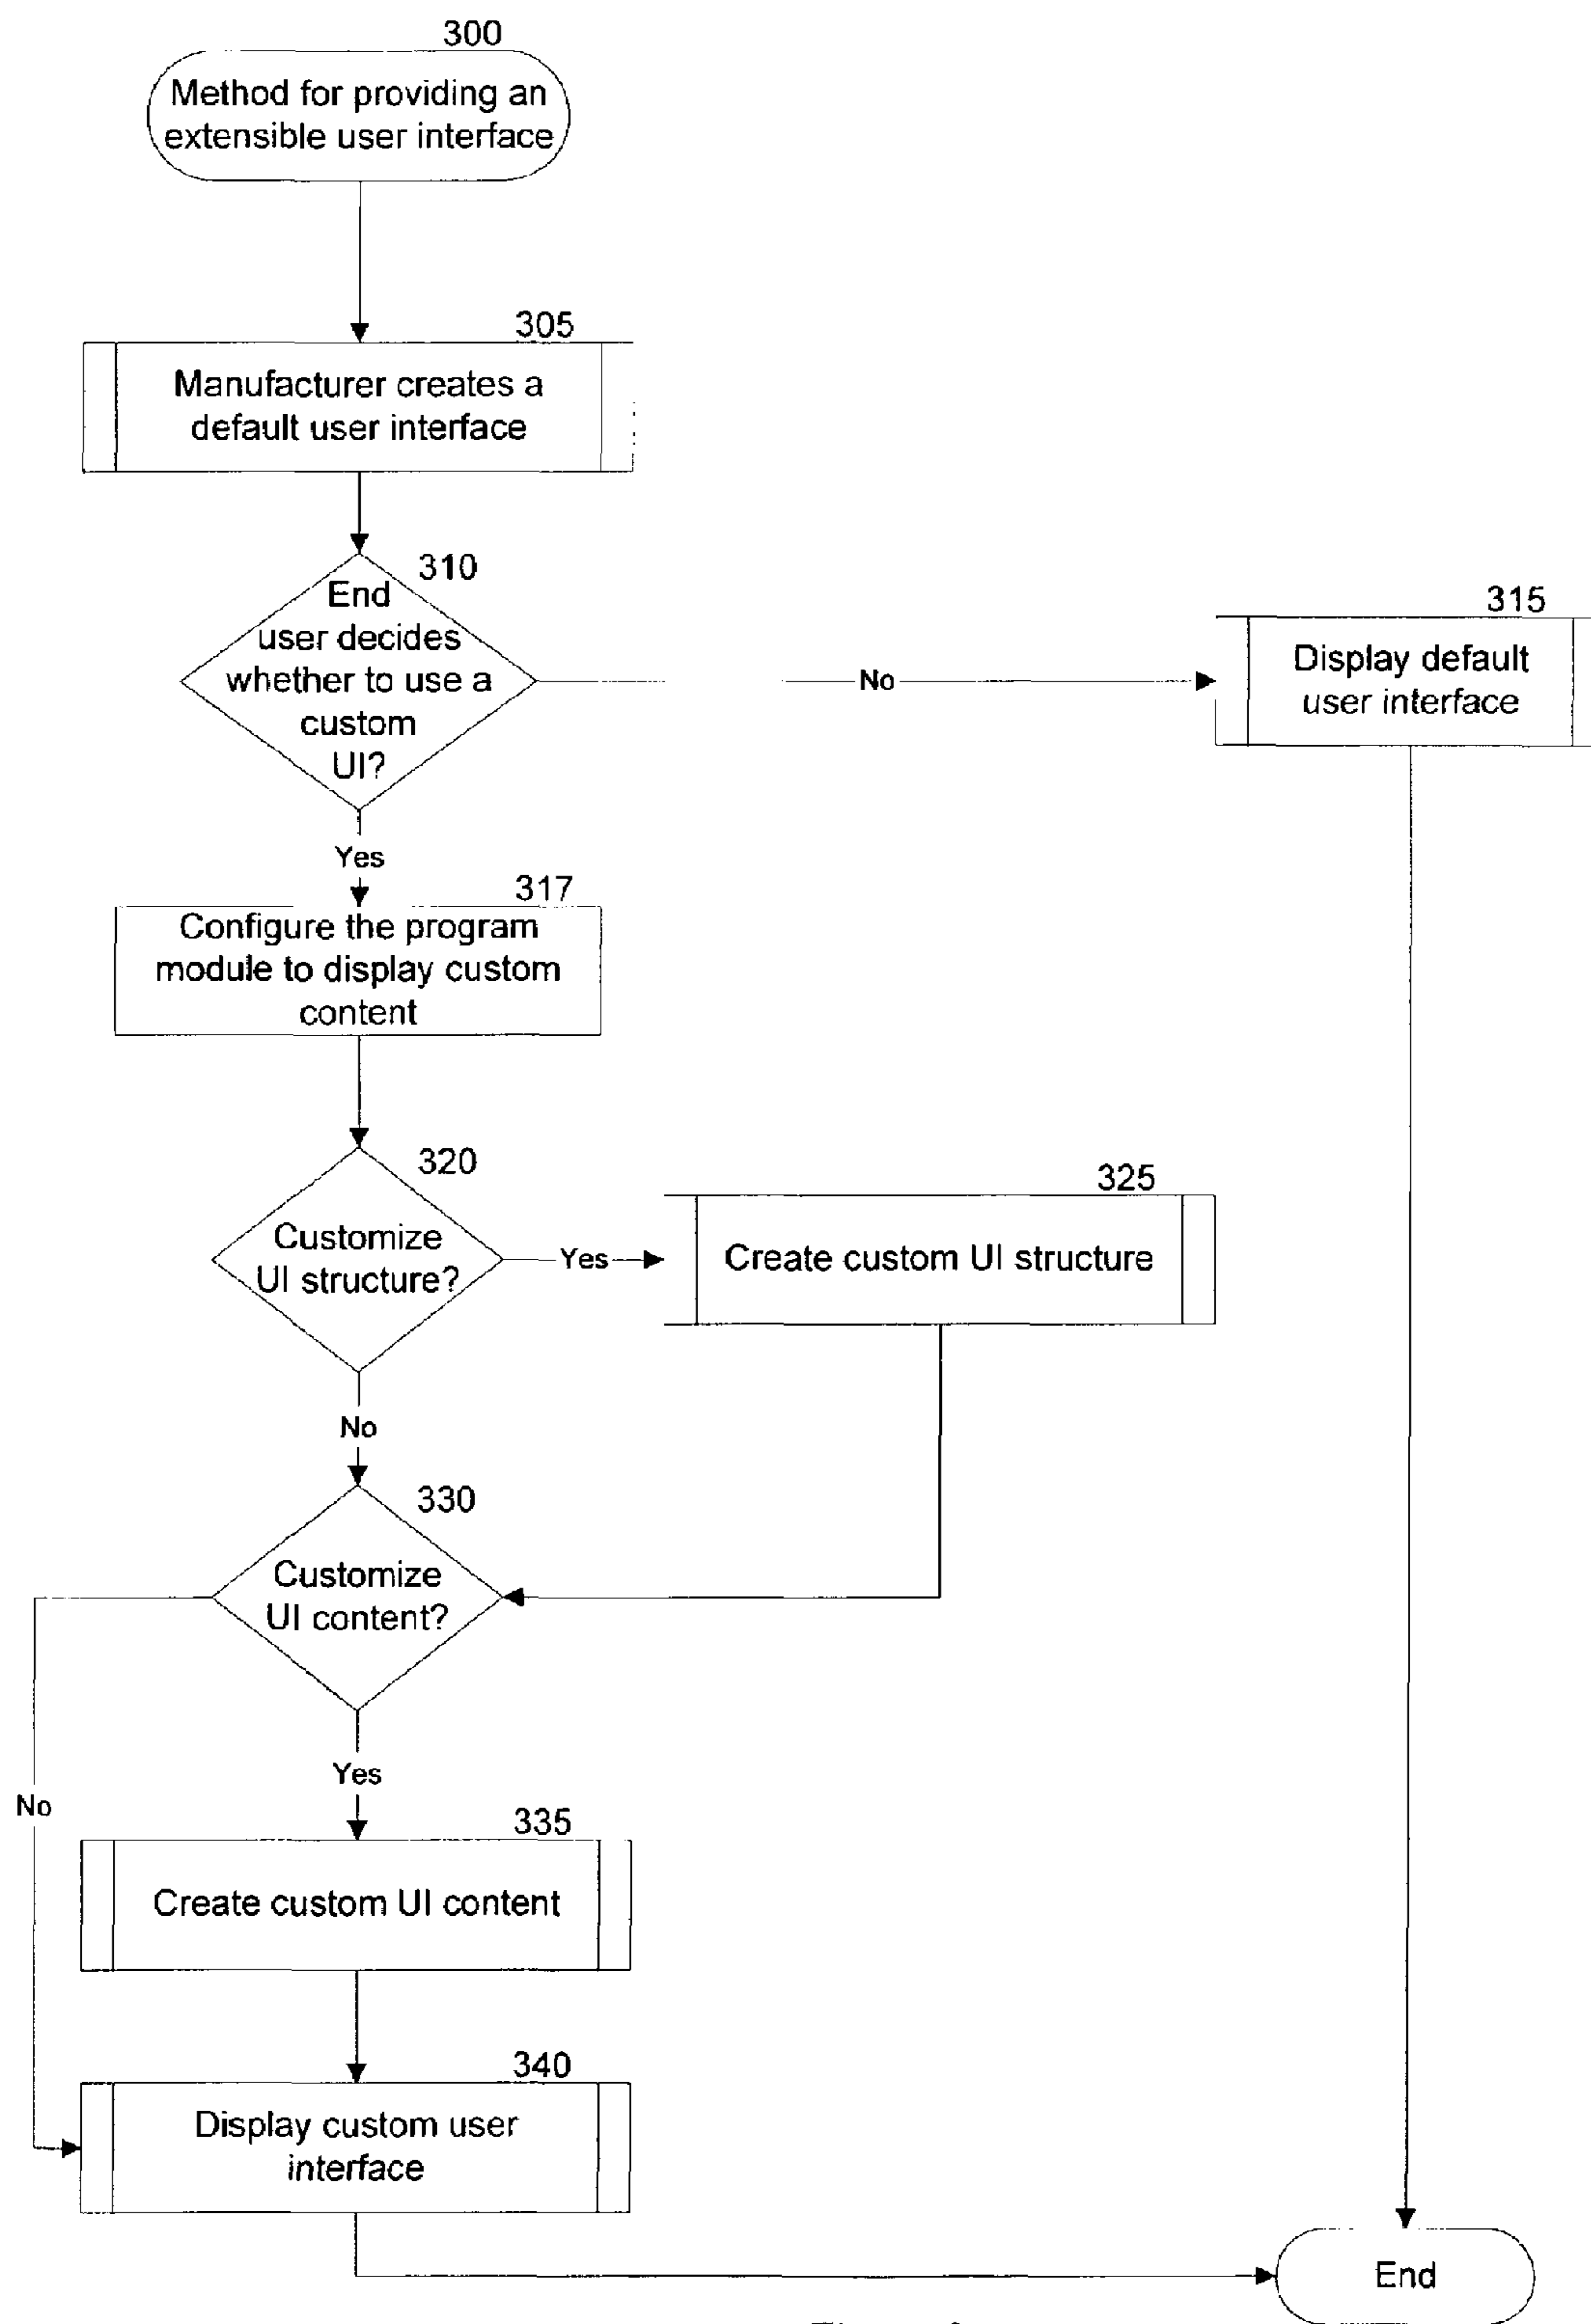 300
Method for providing an
extensible user interface
305
Manufacturer creates a
default user interface
310
End
user decides
whether to use a
custom
UI?
No
315
Display default
user interface
Yes
317
Configure the program
module to display custom
content
320
Customize
UI structure?
Yes
325
Create custom UI structure
No
330
Customize
UI content?
Yes
No
335
Create custom UI content
340
Display custom user
interface
End